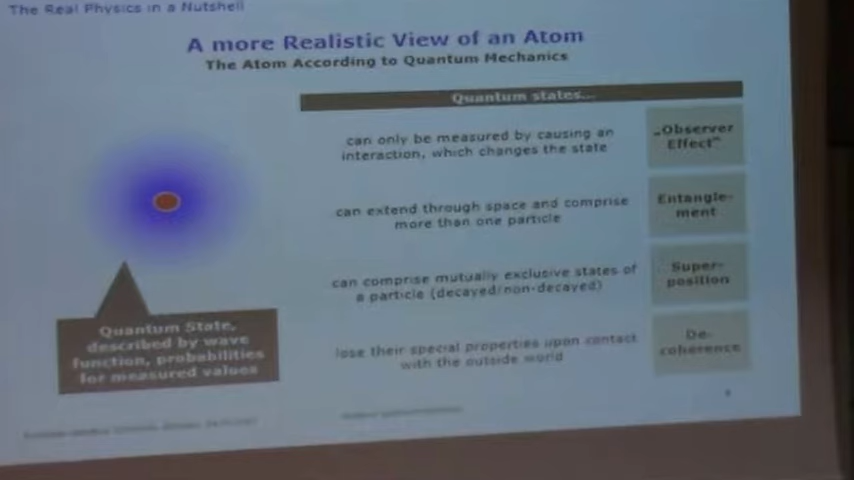 The Real Physics in a Nutshell
A more Realistic View of an Atom
The Atom According to Quantum Mechanics
Quantum states...
can only be measured by causing an
interaction, which changes the state
„Observer
Effect“
can extend through space and comprise
more than one particle
Entangle-
ment
can comprise mutually exclusive states of
a particle (decayed/non-decayed)
Super-
position
lose their special properties upon contact
with the outside world
De-
coherence
Quantum State,
described by wave
function, probabilities
for measured values